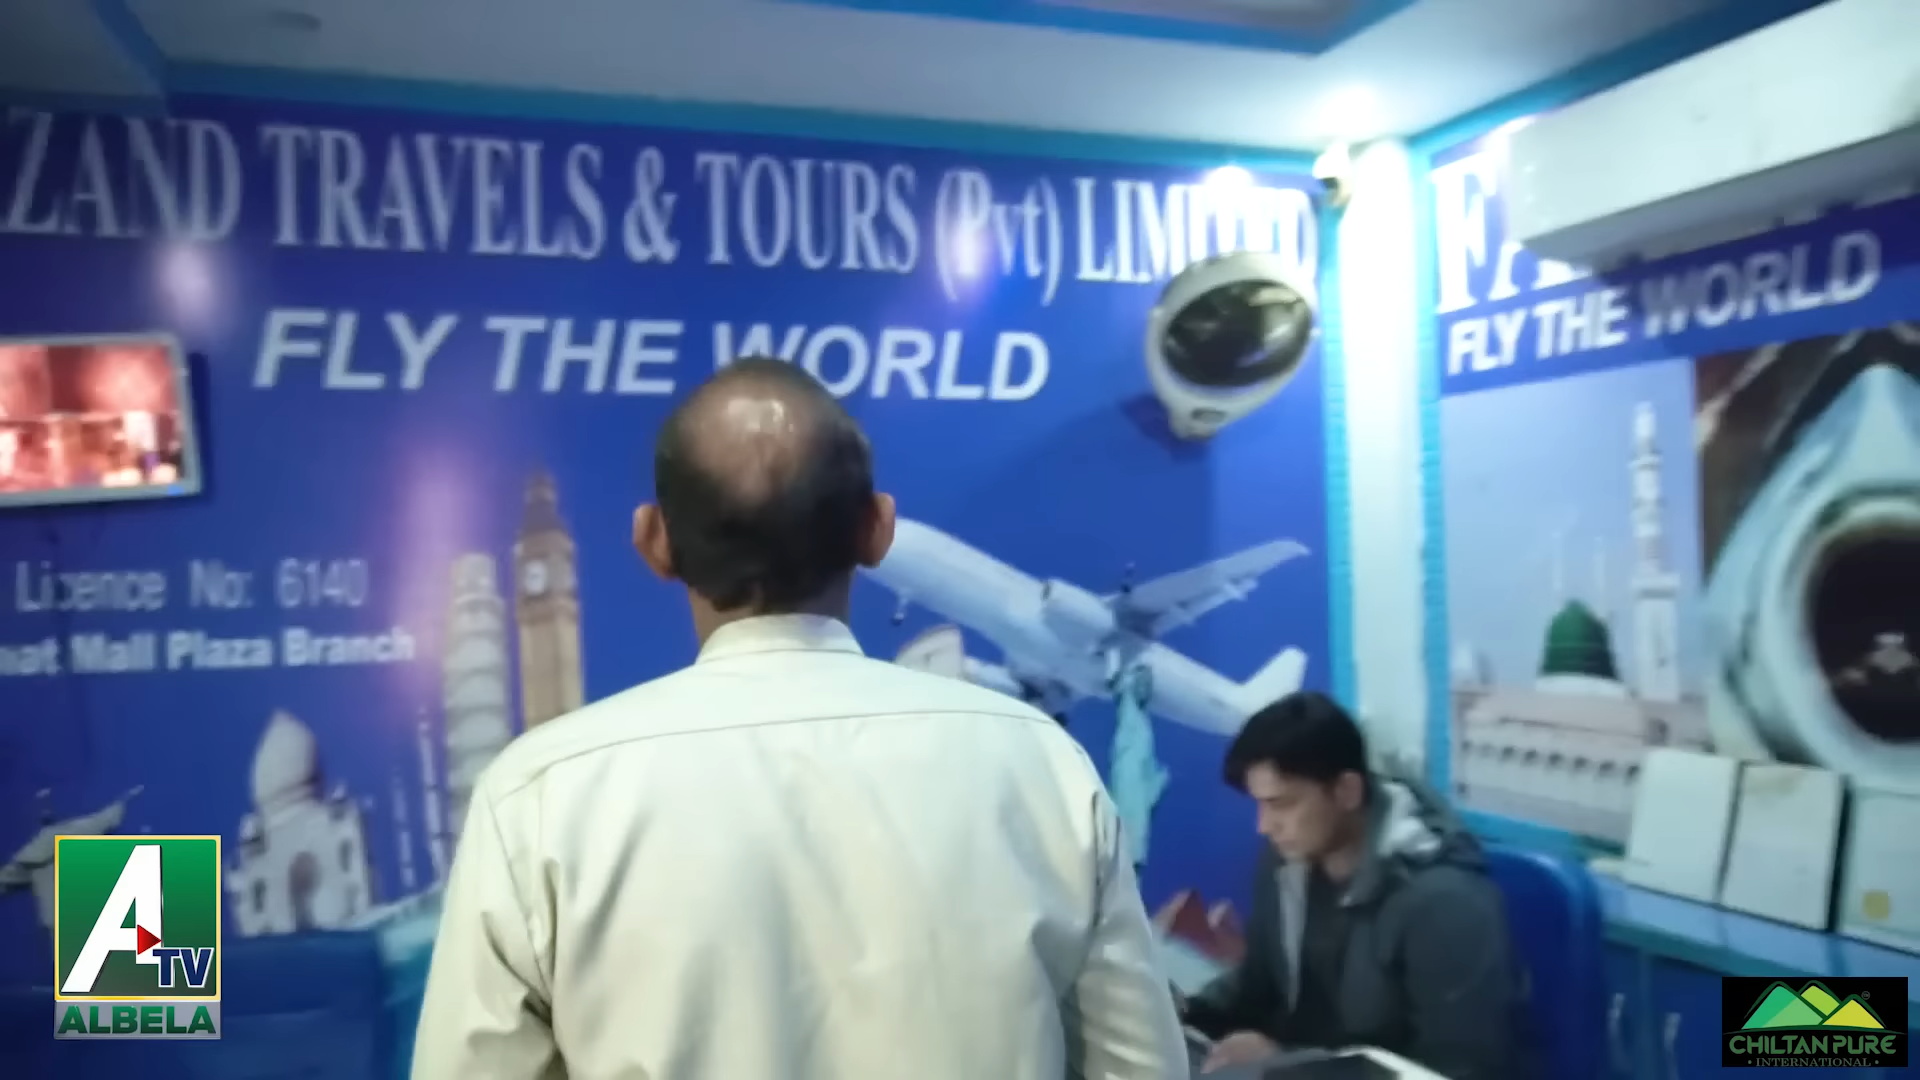 ZAND TRAVELS & TOURS (Pvt) LIMITED
FLY THE WORLD
FLY THE WORLD
Licence No: 6140
Mall Plaza Branch
A TV
ALBELA
CHILTAN PURE
• INTERNATIONAL •